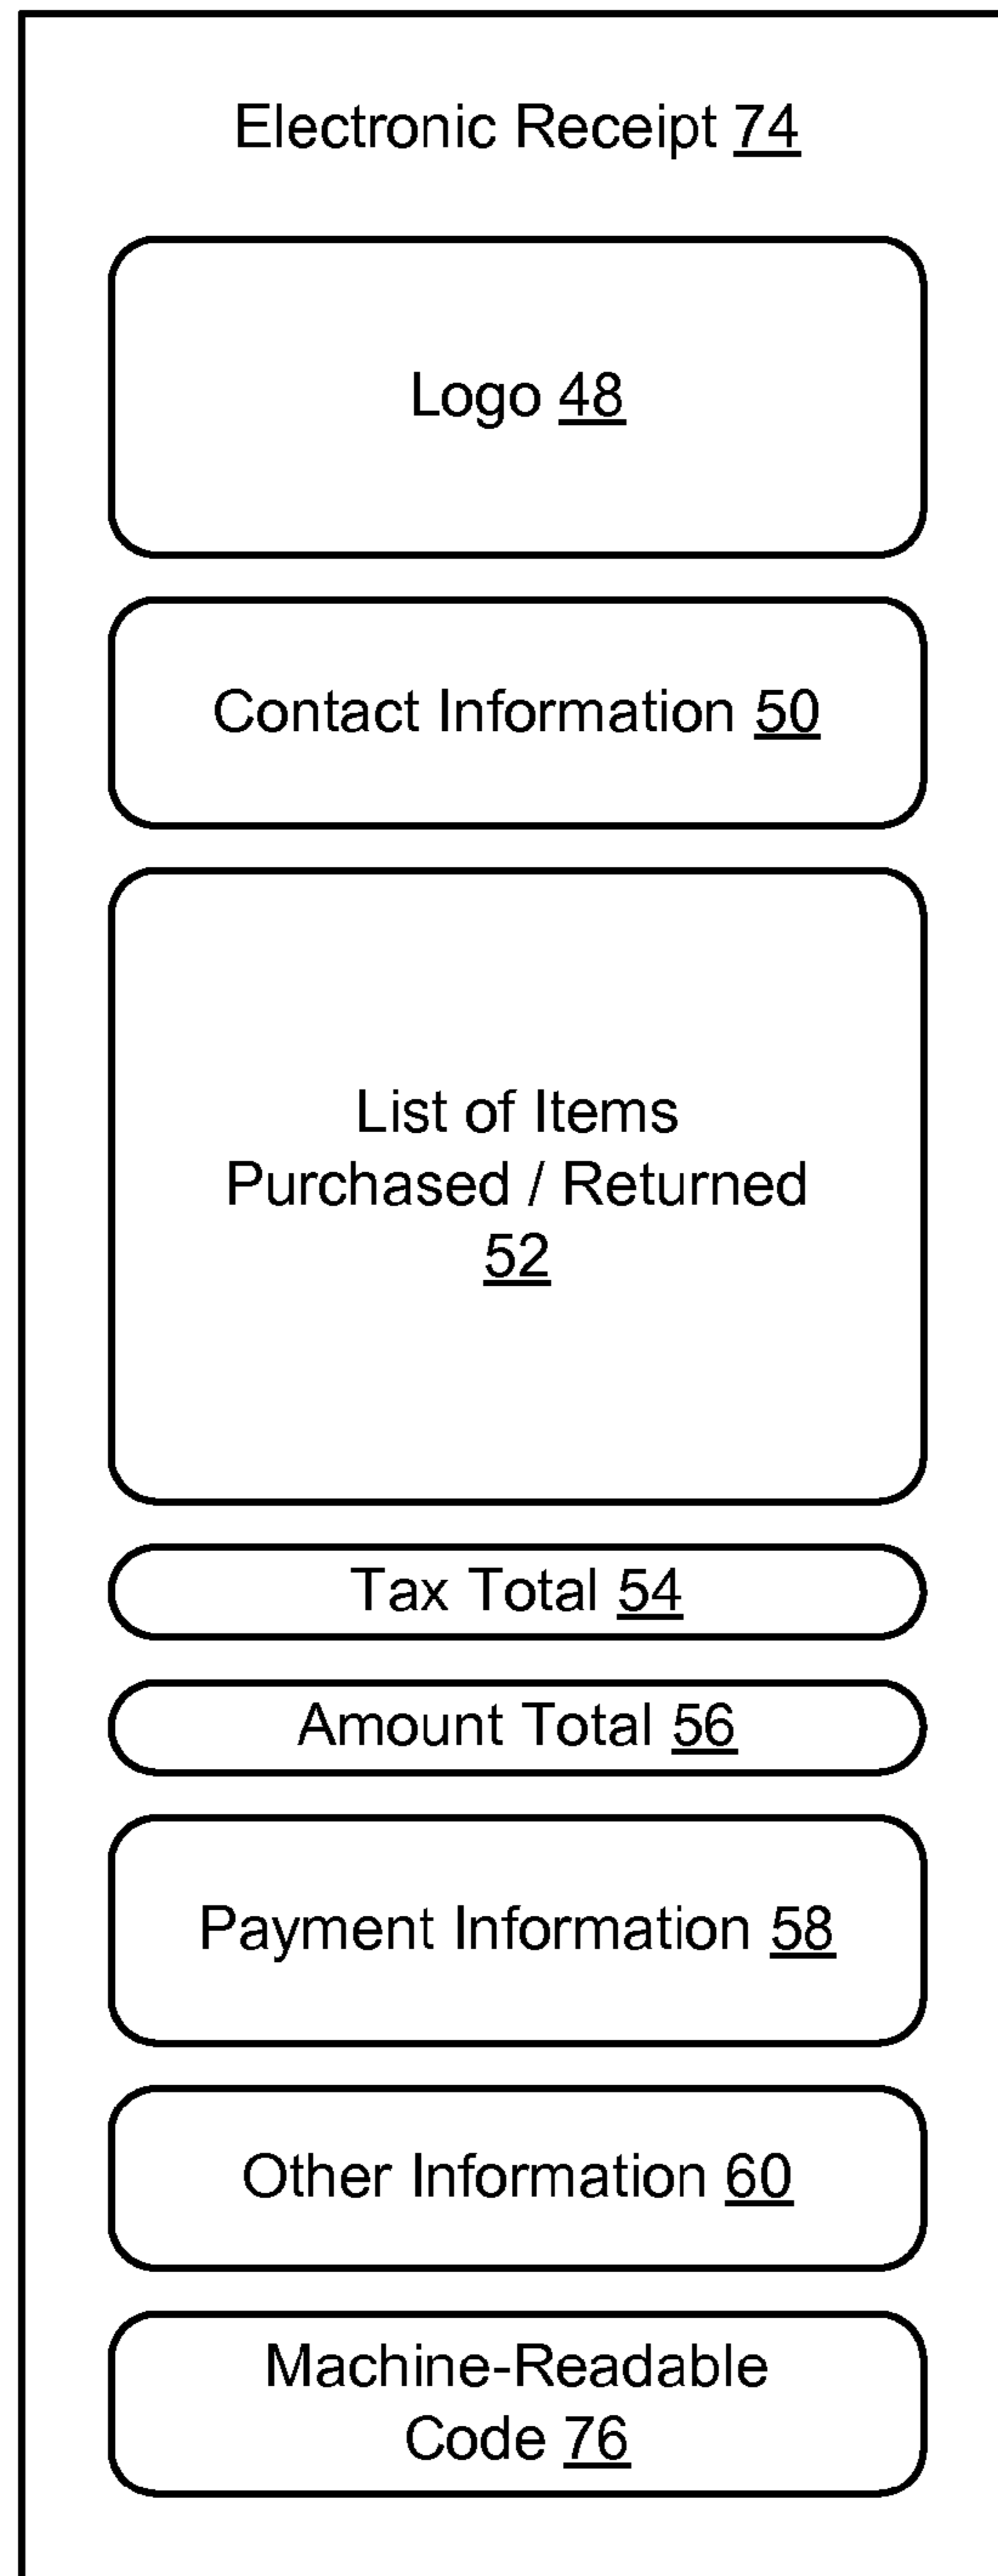 Electronic Receipt 74
Logo 48
Contact Information 50
List of Items
Purchased / Returned
52
Tax Total 54
Amount Total 56
Payment Information 58
Other Information 60
Machine-Readable
Code 76